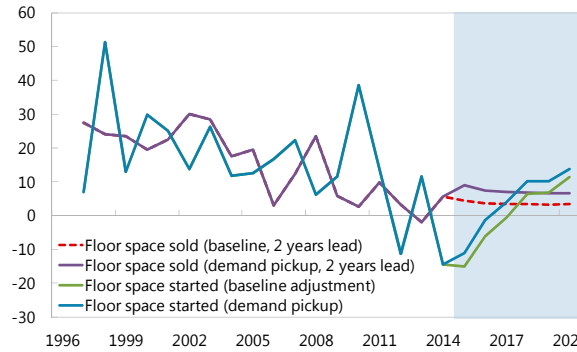 60
50
40
30
20
10
0
-10
-20
-30
Floor space sold (baseline, 2 years lead)
Floor space sold (demand pickup, 2 years lead)
Floor space started (baseline adjustment)
Floor space started (demand pickup)
1996 1999 2002 2005 2008 2011 2014 2017 202